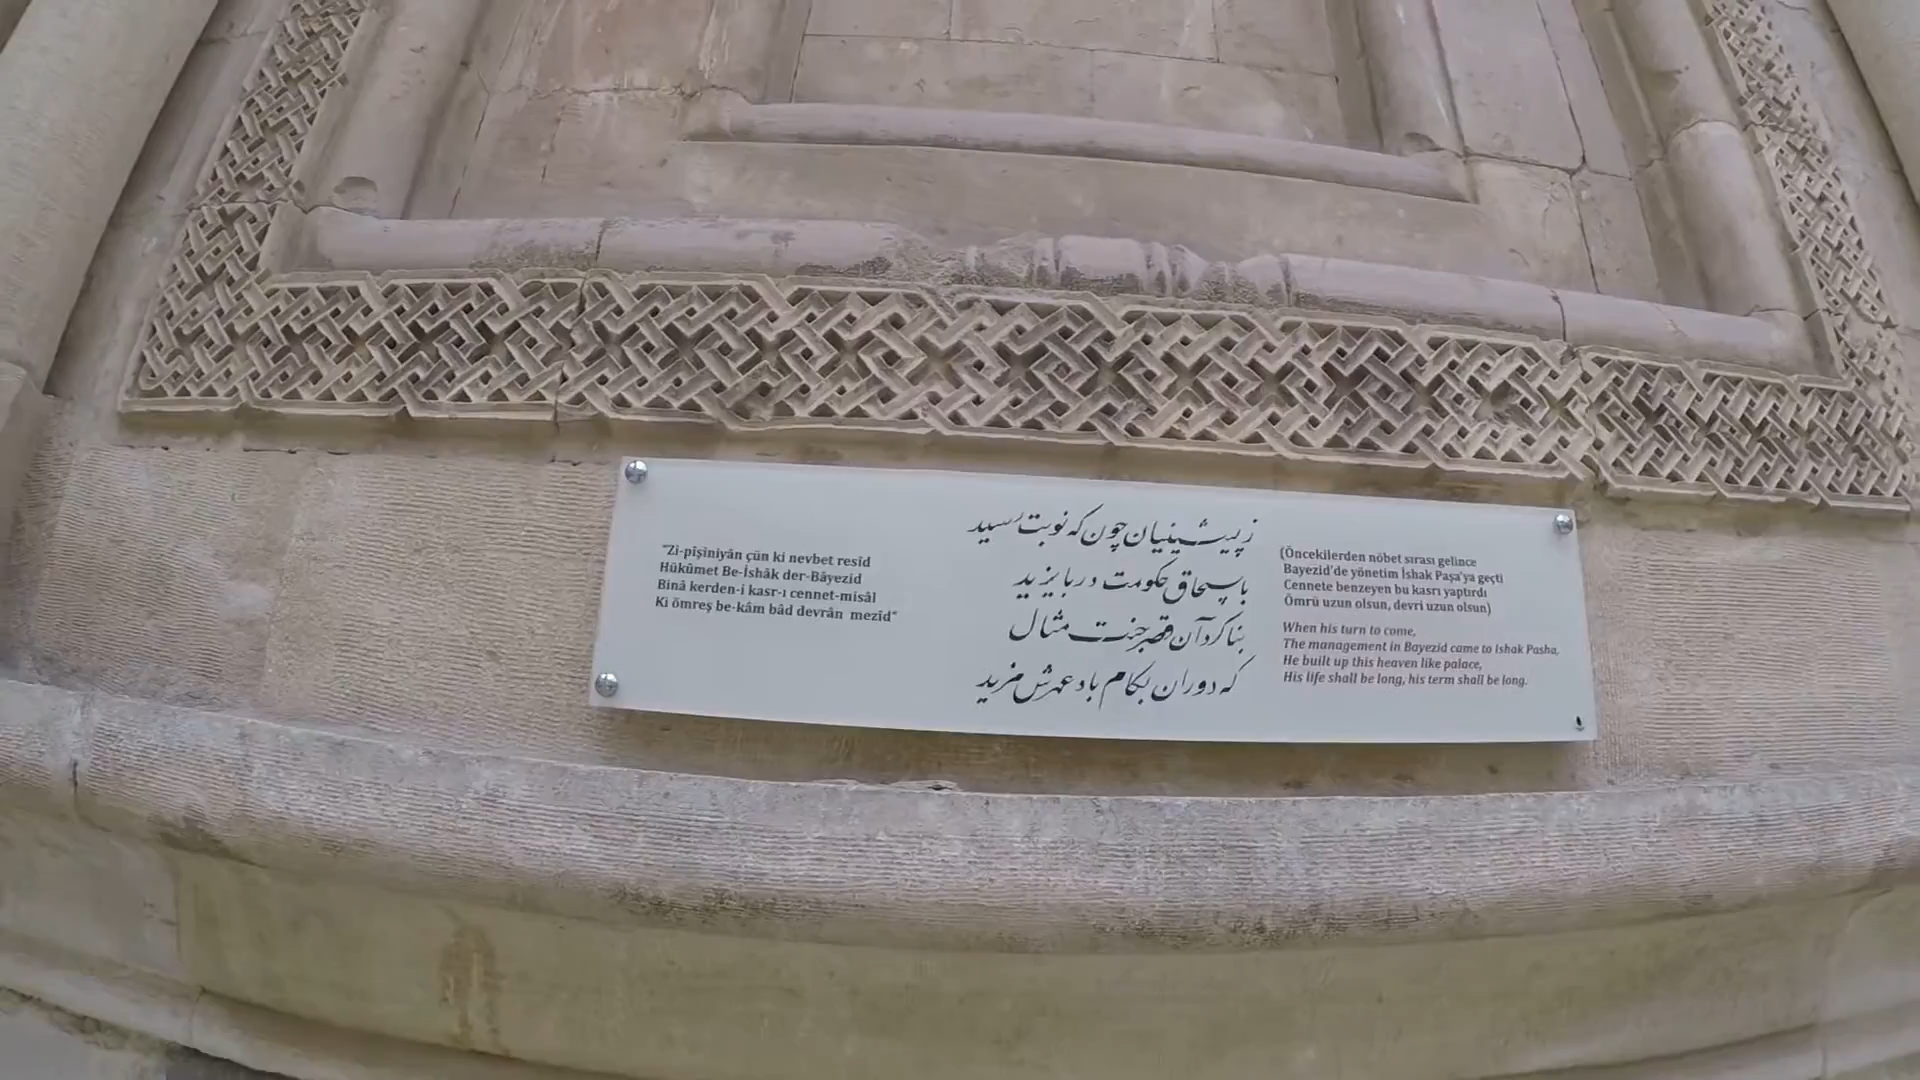 "Zi-pîşîniyân çün ki nevbet resîd
Hükûmet Be-İshâk der-Bâyezîd
Binâ kerden-i kasr-ı cennet-misâl
Ki ömreş be-kâm bâd devrân mezîd"
ز پیشینیان چون که نوبت رسید
باسحاق حکومت در بایزید
بنا کرد آن قصر جنت مثال
که دوران بکام باد عمرش مزید
(Öncekilerden nöbet sırası gelince
Bayezid'de yönetim İshak Paşa'ya geçti
Cennete benzeyen bu kasrı yaptırdı
Ömrü uzun olsun, devri uzun olsun)
When his turn to come,
The management in Bayezid came to Ishak Pasha,
He built up this heaven like palace,
His life shall be long, his term shall be long.